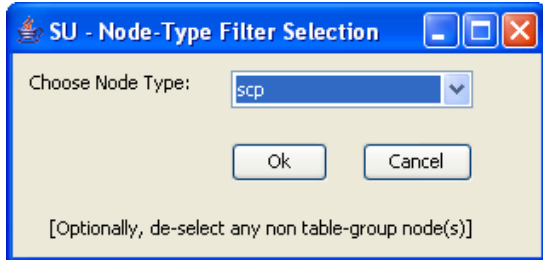 SU - Node-Type Filter Selection
Choose Node Type:
scp
Ok
Cancel
[Optionally, de-select any non table-group node(s)]